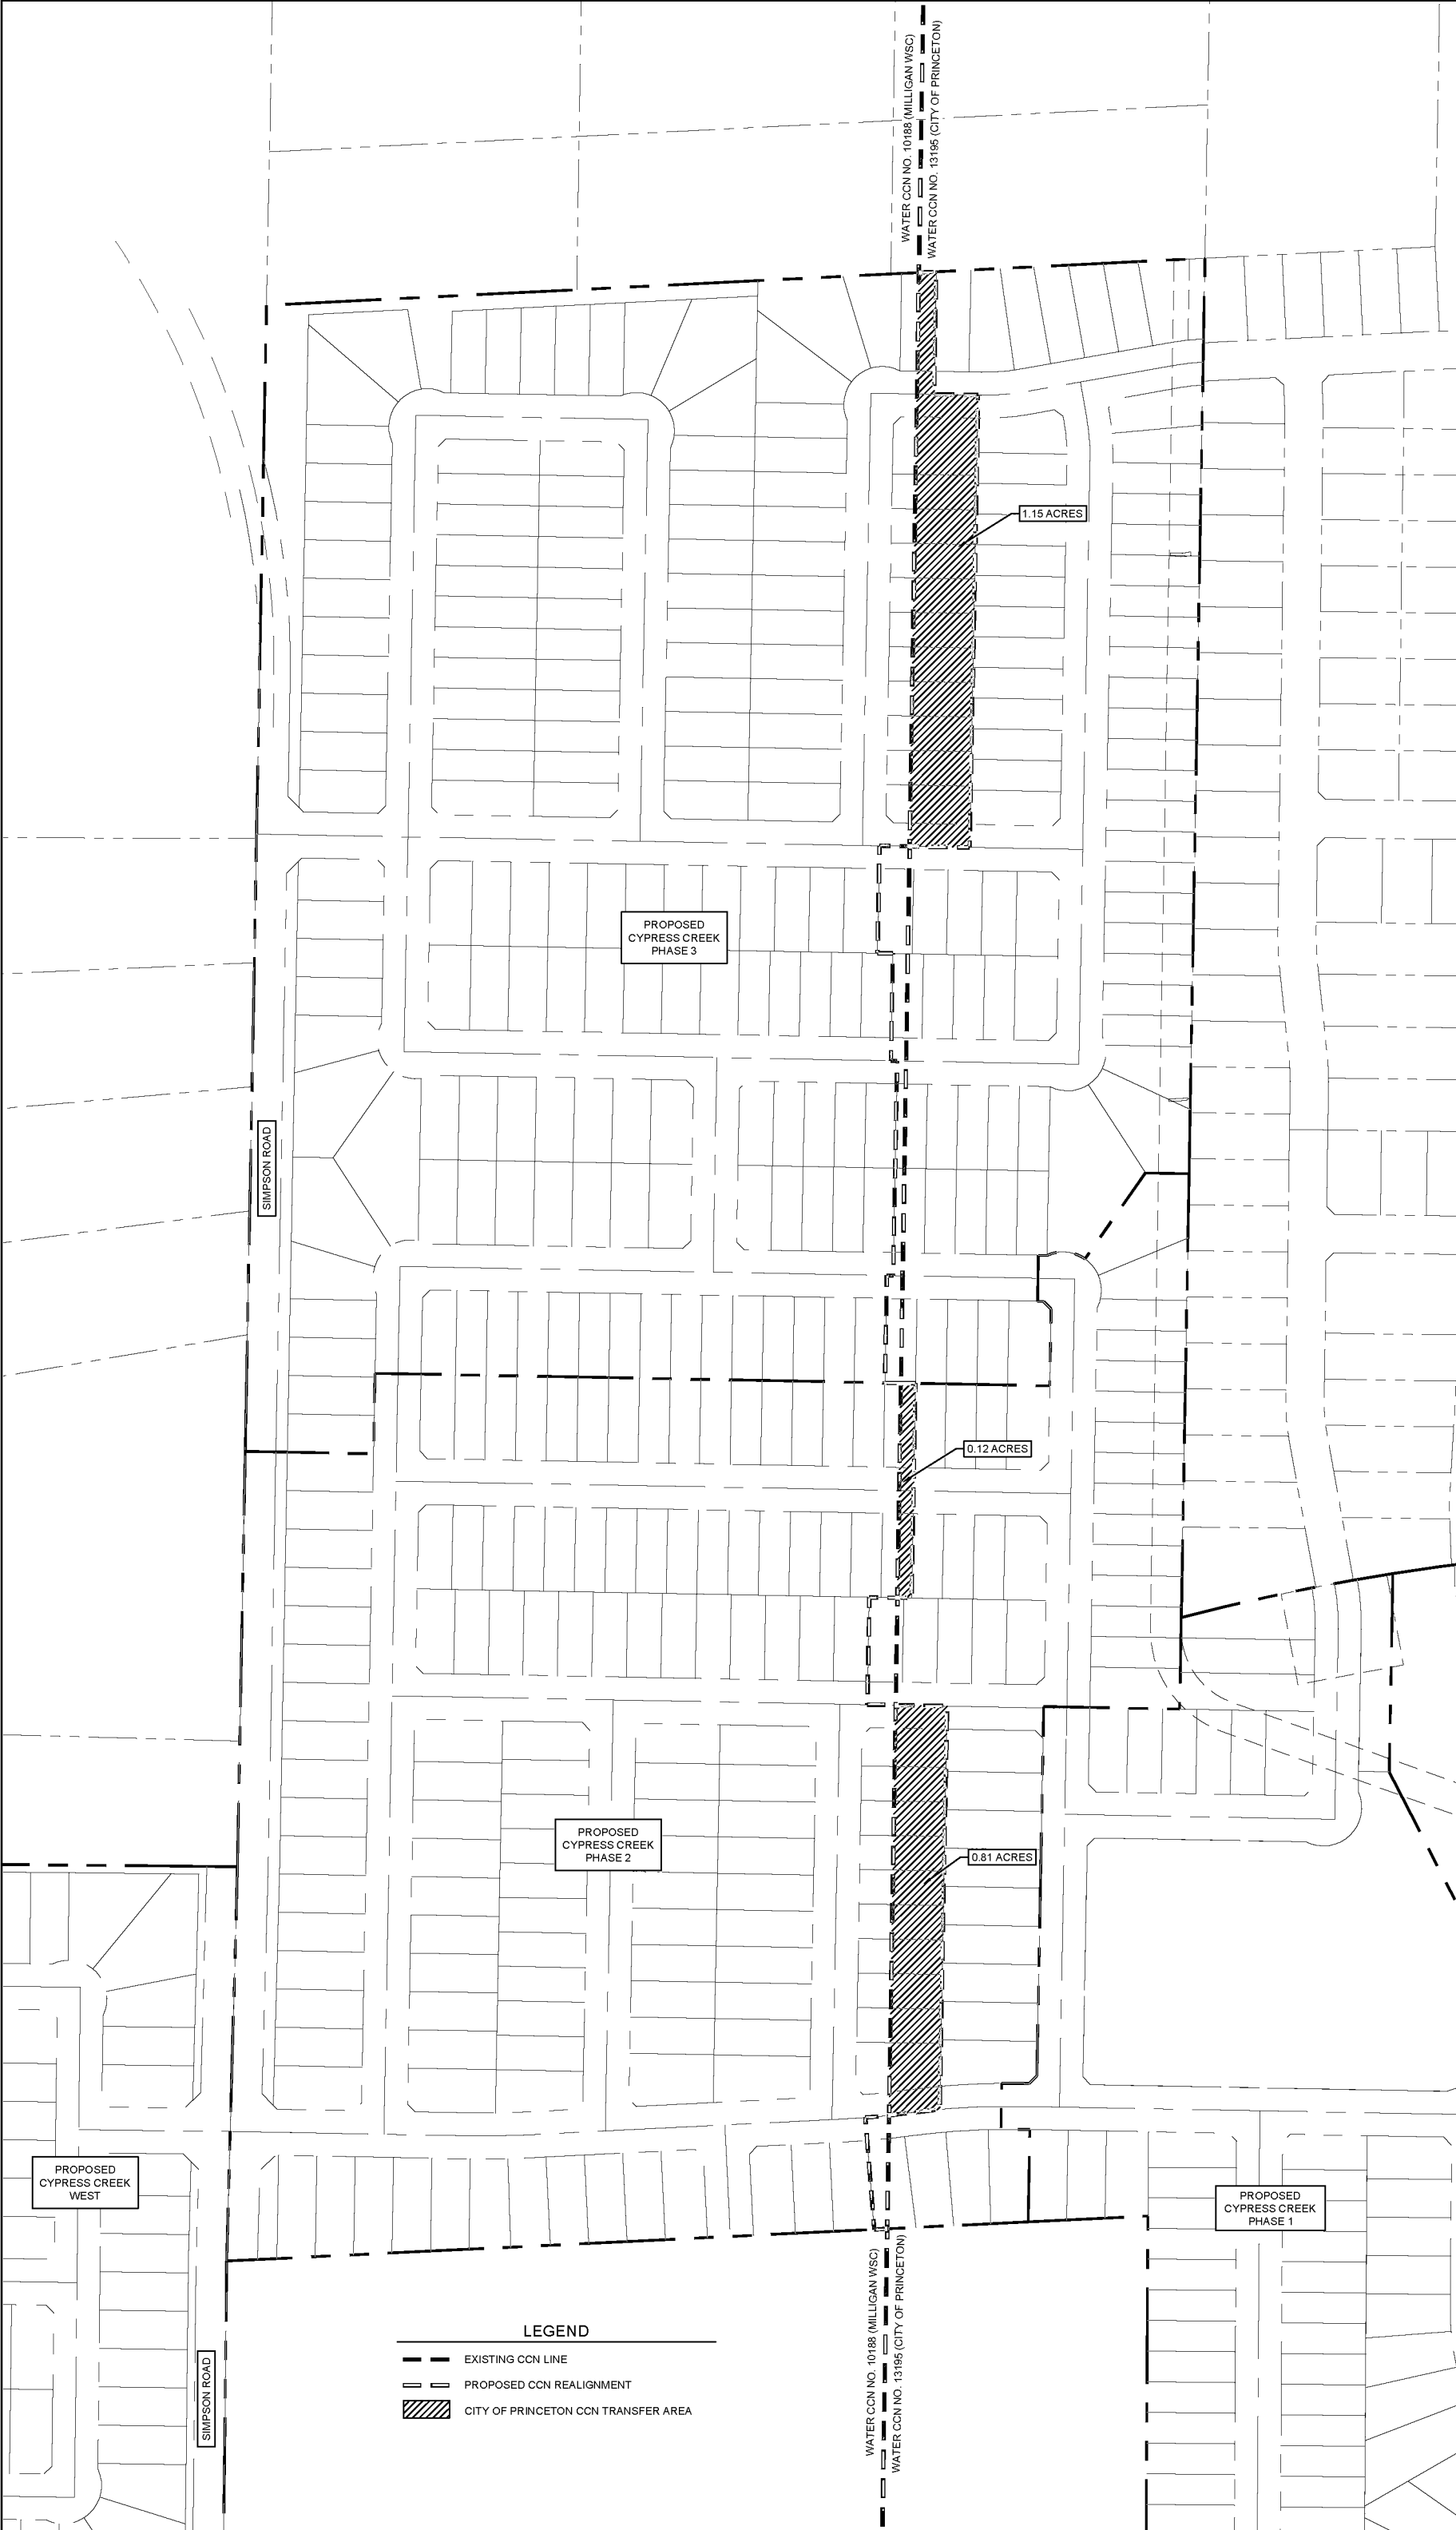 WATER CCN NO. 10188 (MILLIGAN WSC)
WATER CCN NO. 13195 (CITY OF PRINCETON)
1.15 ACRES
PROPOSED
CYPRESS CREEK
PHASE 3
SIMPSON ROAD
0.12 ACRES
PROPOSED
CYPRESS CREEK
PHASE 2
0.81 ACRES
PROPOSED
CYPRESS CREEK
WEST
PROPOSED
CYPRESS CREEK
PHASE 1
WATER CCN NO. 10188 (MILLIGAN WSC)
WATER CCN NO. 13195 (CITY OF PRINCETON)
SIMPSON ROAD
LEGEND
EXISTING CCN LINE
PROPOSED CCN REALIGNMENT
CITY OF PRINCETON CCN TRANSFER AREA